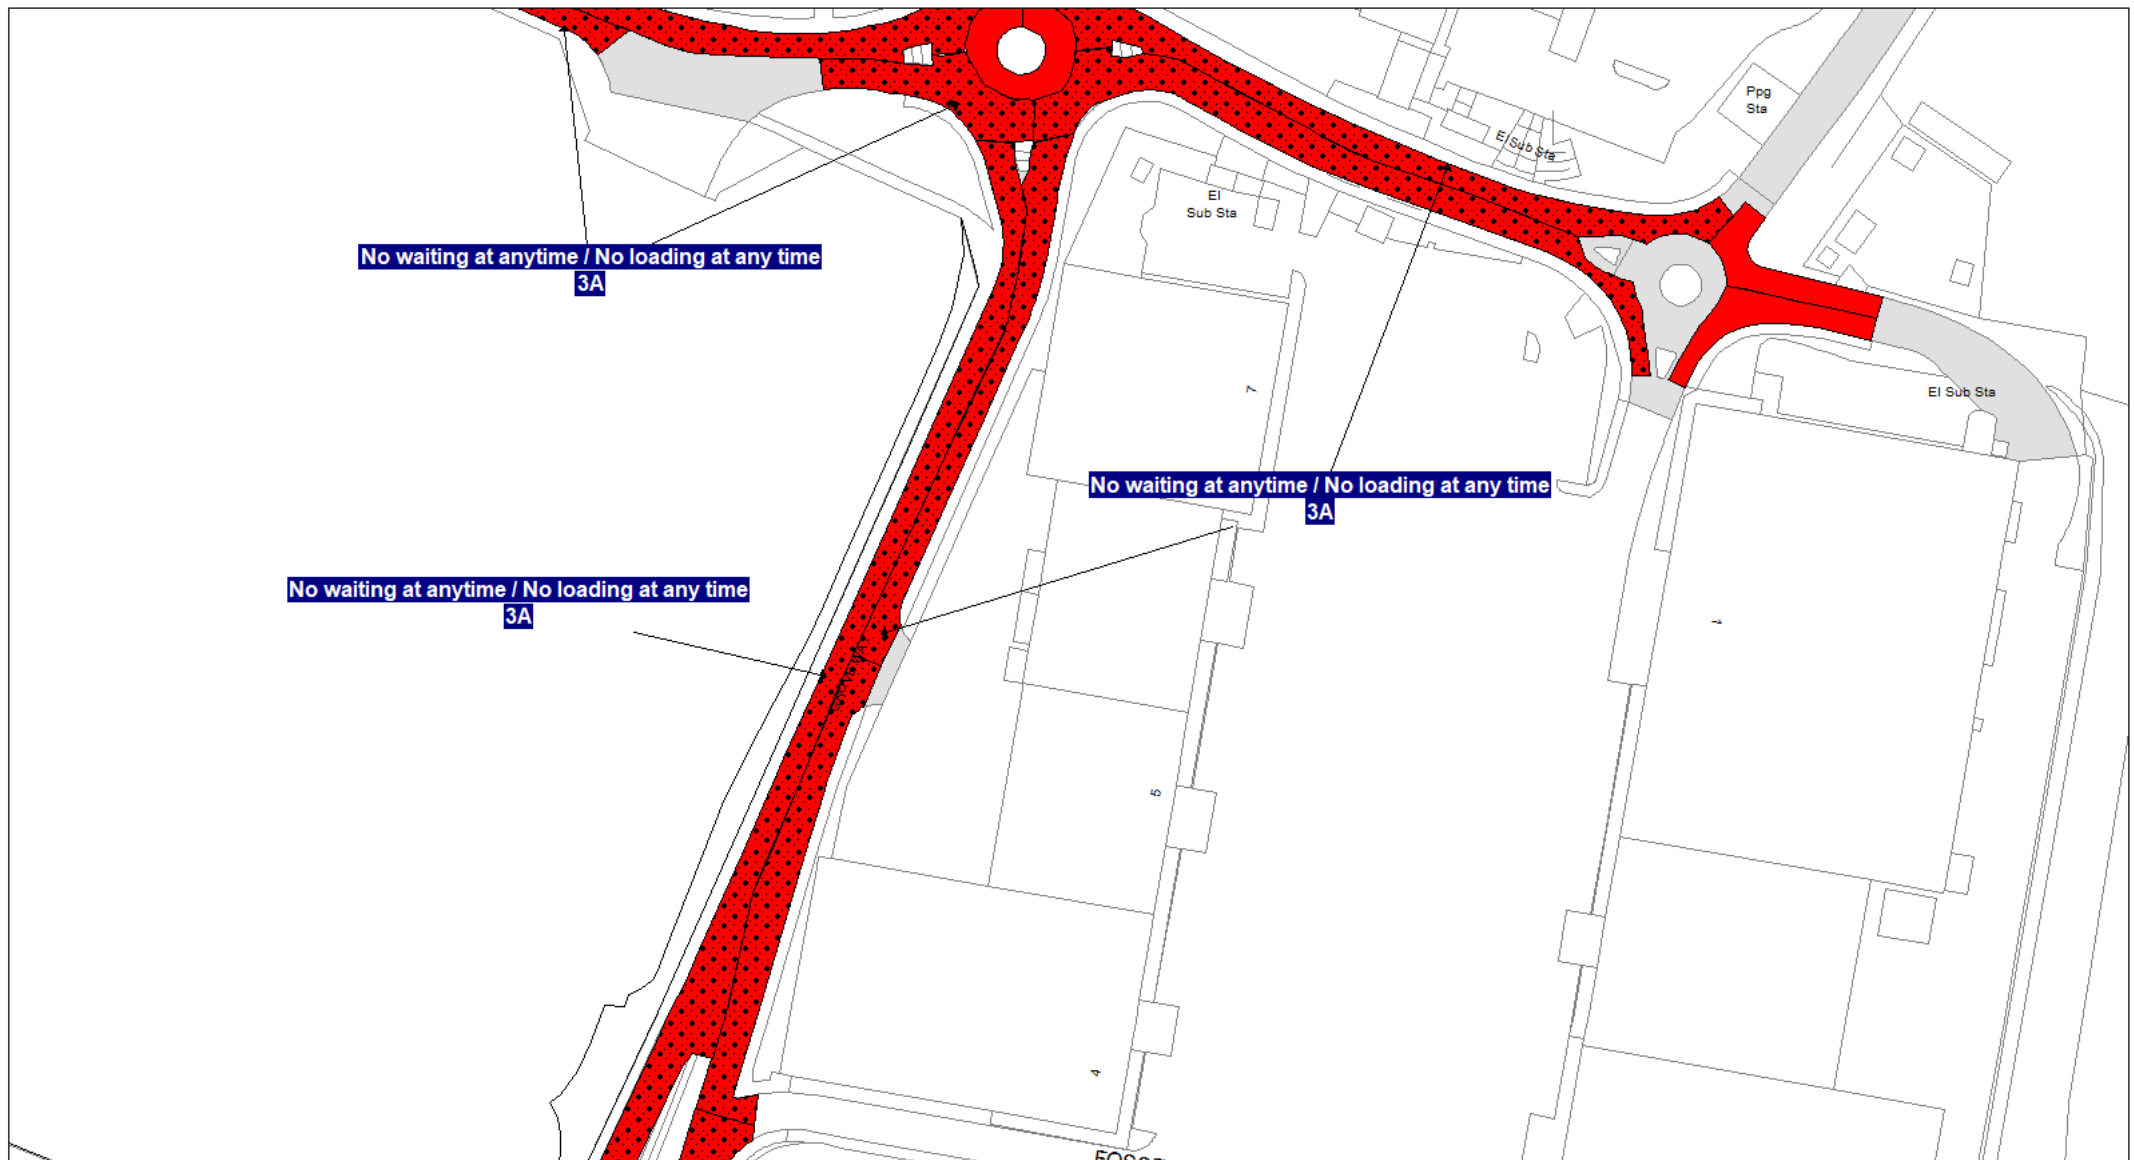 Ppg
Sta
El Sub Sta
El
Sub Sta
No waiting at anytime / No loading at any time
3A
7
El Sub Sta
No waiting at anytime / No loading at any time
3A
No waiting at anytime / No loading at any time
3A
1
5
4